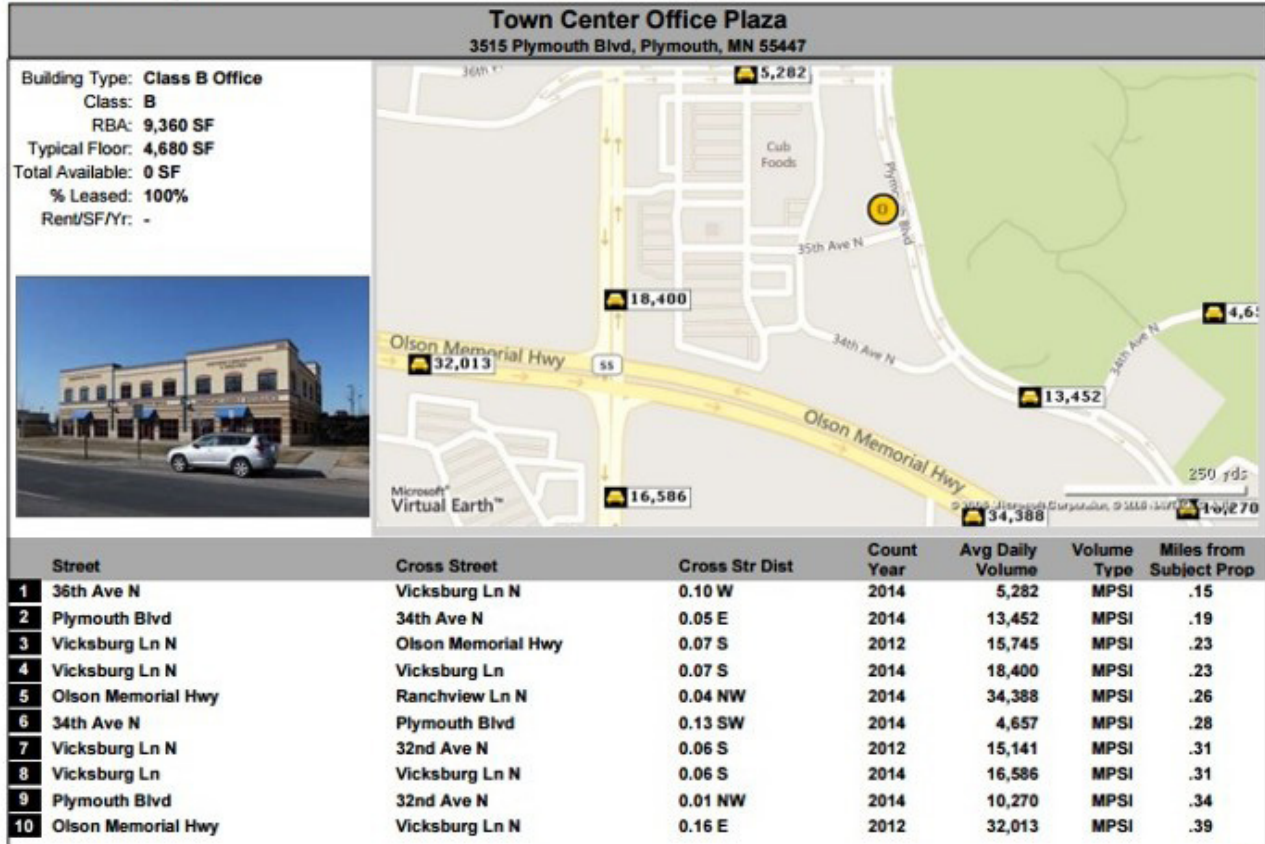 Town Center Office Plaza
3515 Plymouth Blvd, Plymouth, MN 55447
Building Type: Class B Office
Class: B
RBA: 9,360 SF
Typical Floor: 4,680 SF
Total Available: 0 SF
% Leased: 100%
Rent/SF/Yr: -
5,282
Cub
Foods
Plymouth Blvd
0
35th Ave N
18,400
34th Ave N
34th Ave N
Olson Memorial Hwy
32,013
55
13,452
Olson Memorial Hwy
250 yds
Microsoft®
Virtual Earth™
16,586
34,388
Street Cross Street Cross Str Dist Count Year Avg Daily Volume Volume Type Miles from Subject Prop
1 36th Ave N Vicksburg Ln N 0.10 W 2014 5,282 MPSI .15
2 Plymouth Blvd 34th Ave N 0.05 E 2014 13,452 MPSI .19
3 Vicksburg Ln N Olson Memorial Hwy 0.07 S 2012 15,745 MPSI .23
4 Vicksburg Ln N Vicksburg Ln 0.07 S 2014 18,400 MPSI .23
5 Olson Memorial Hwy Ranchview Ln N 0.04 NW 2014 34,388 MPSI .26
6 34th Ave N Plymouth Blvd 0.13 SW 2014 4,657 MPSI .28
7 Vicksburg Ln N 32nd Ave N 0.06 S 2012 15,141 MPSI .31
8 Vicksburg Ln Vicksburg Ln N 0.06 S 2014 16,586 MPSI .31
9 Plymouth Blvd 32nd Ave N 0.01 NW 2014 10,270 MPSI .34
10 Olson Memorial Hwy Vicksburg Ln N 0.16 E 2012 32,013 MPSI .39